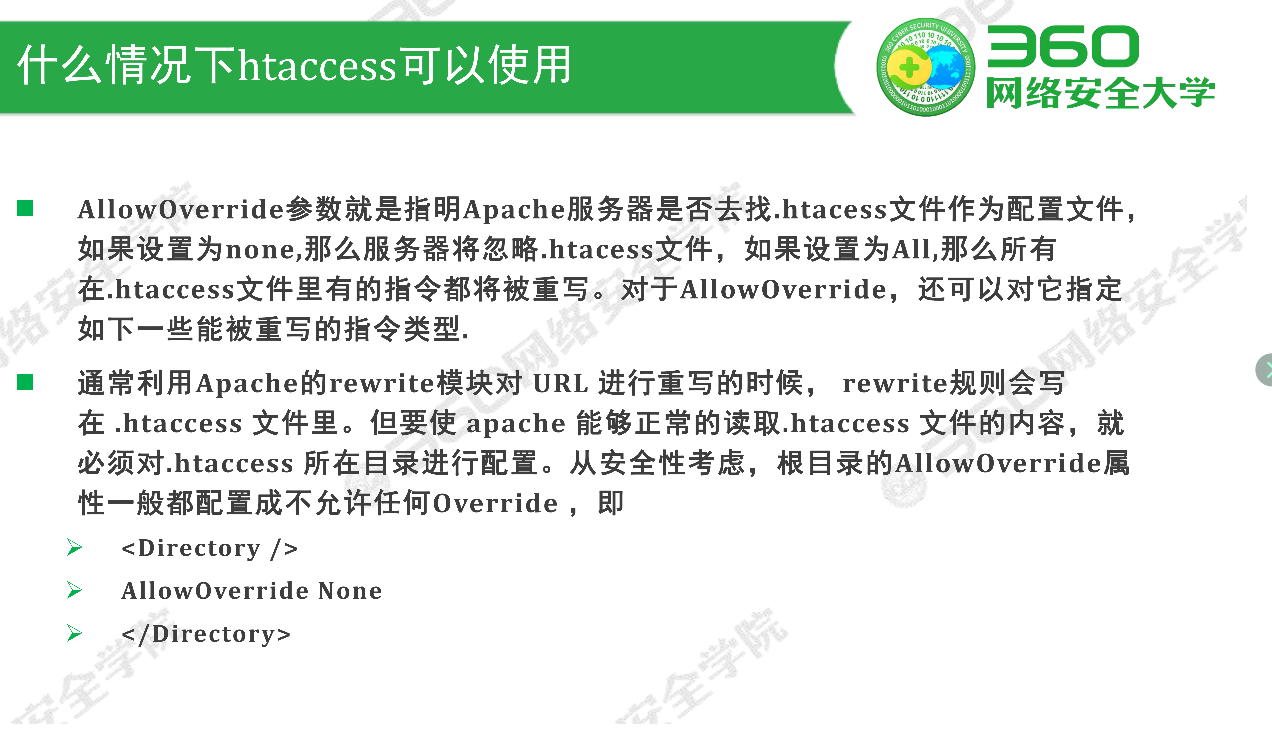 什么情况下htaccess可以使用
360
网络安全大学
AllowOverride参数就是指明Apache服务器是否去找.htacess文件作为配置文件，
如果设置为none,那么服务器将忽略.htacess文件，如果设置为All,那么所有
在.htaccess文件里有的指令都将被重写。对于AllowOverride，还可以对它指定
如下一些能被重写的指令类型.
通常利用Apache的rewrite模块对 URL 进行重写的时候， rewrite规则会写
在 .htaccess 文件里。但要使 apache 能够正常的读取.htaccess 文件的内容，就
必须对.htaccess 所在目录进行配置。从安全性考虑，根目录的AllowOverride属
性一般都配置成不允许任何Override ，即
<Directory />
AllowOverride None
</Directory>